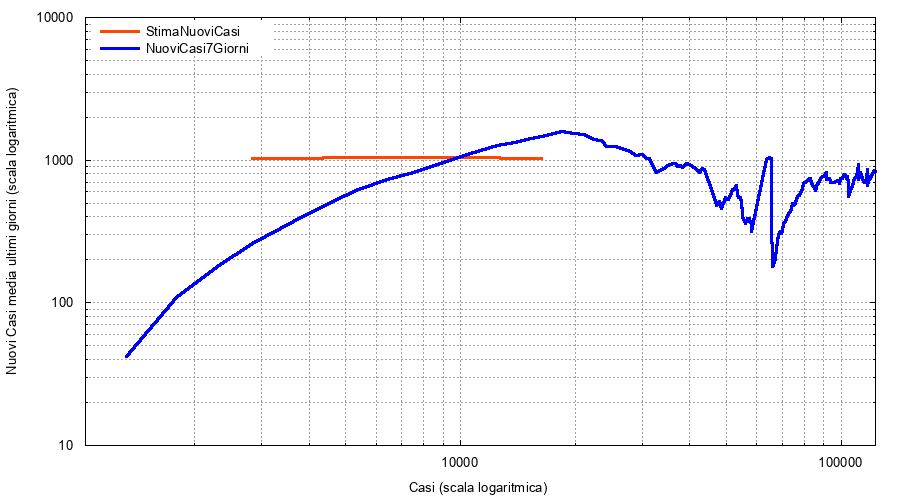 10000
StimaNuoviCasi
NuoviCasi7Giorni
1000
100
10
Nuovi Casi media ultimi giorni (scala logaritmica)
10000
100000
Casi (scala logaritmica)